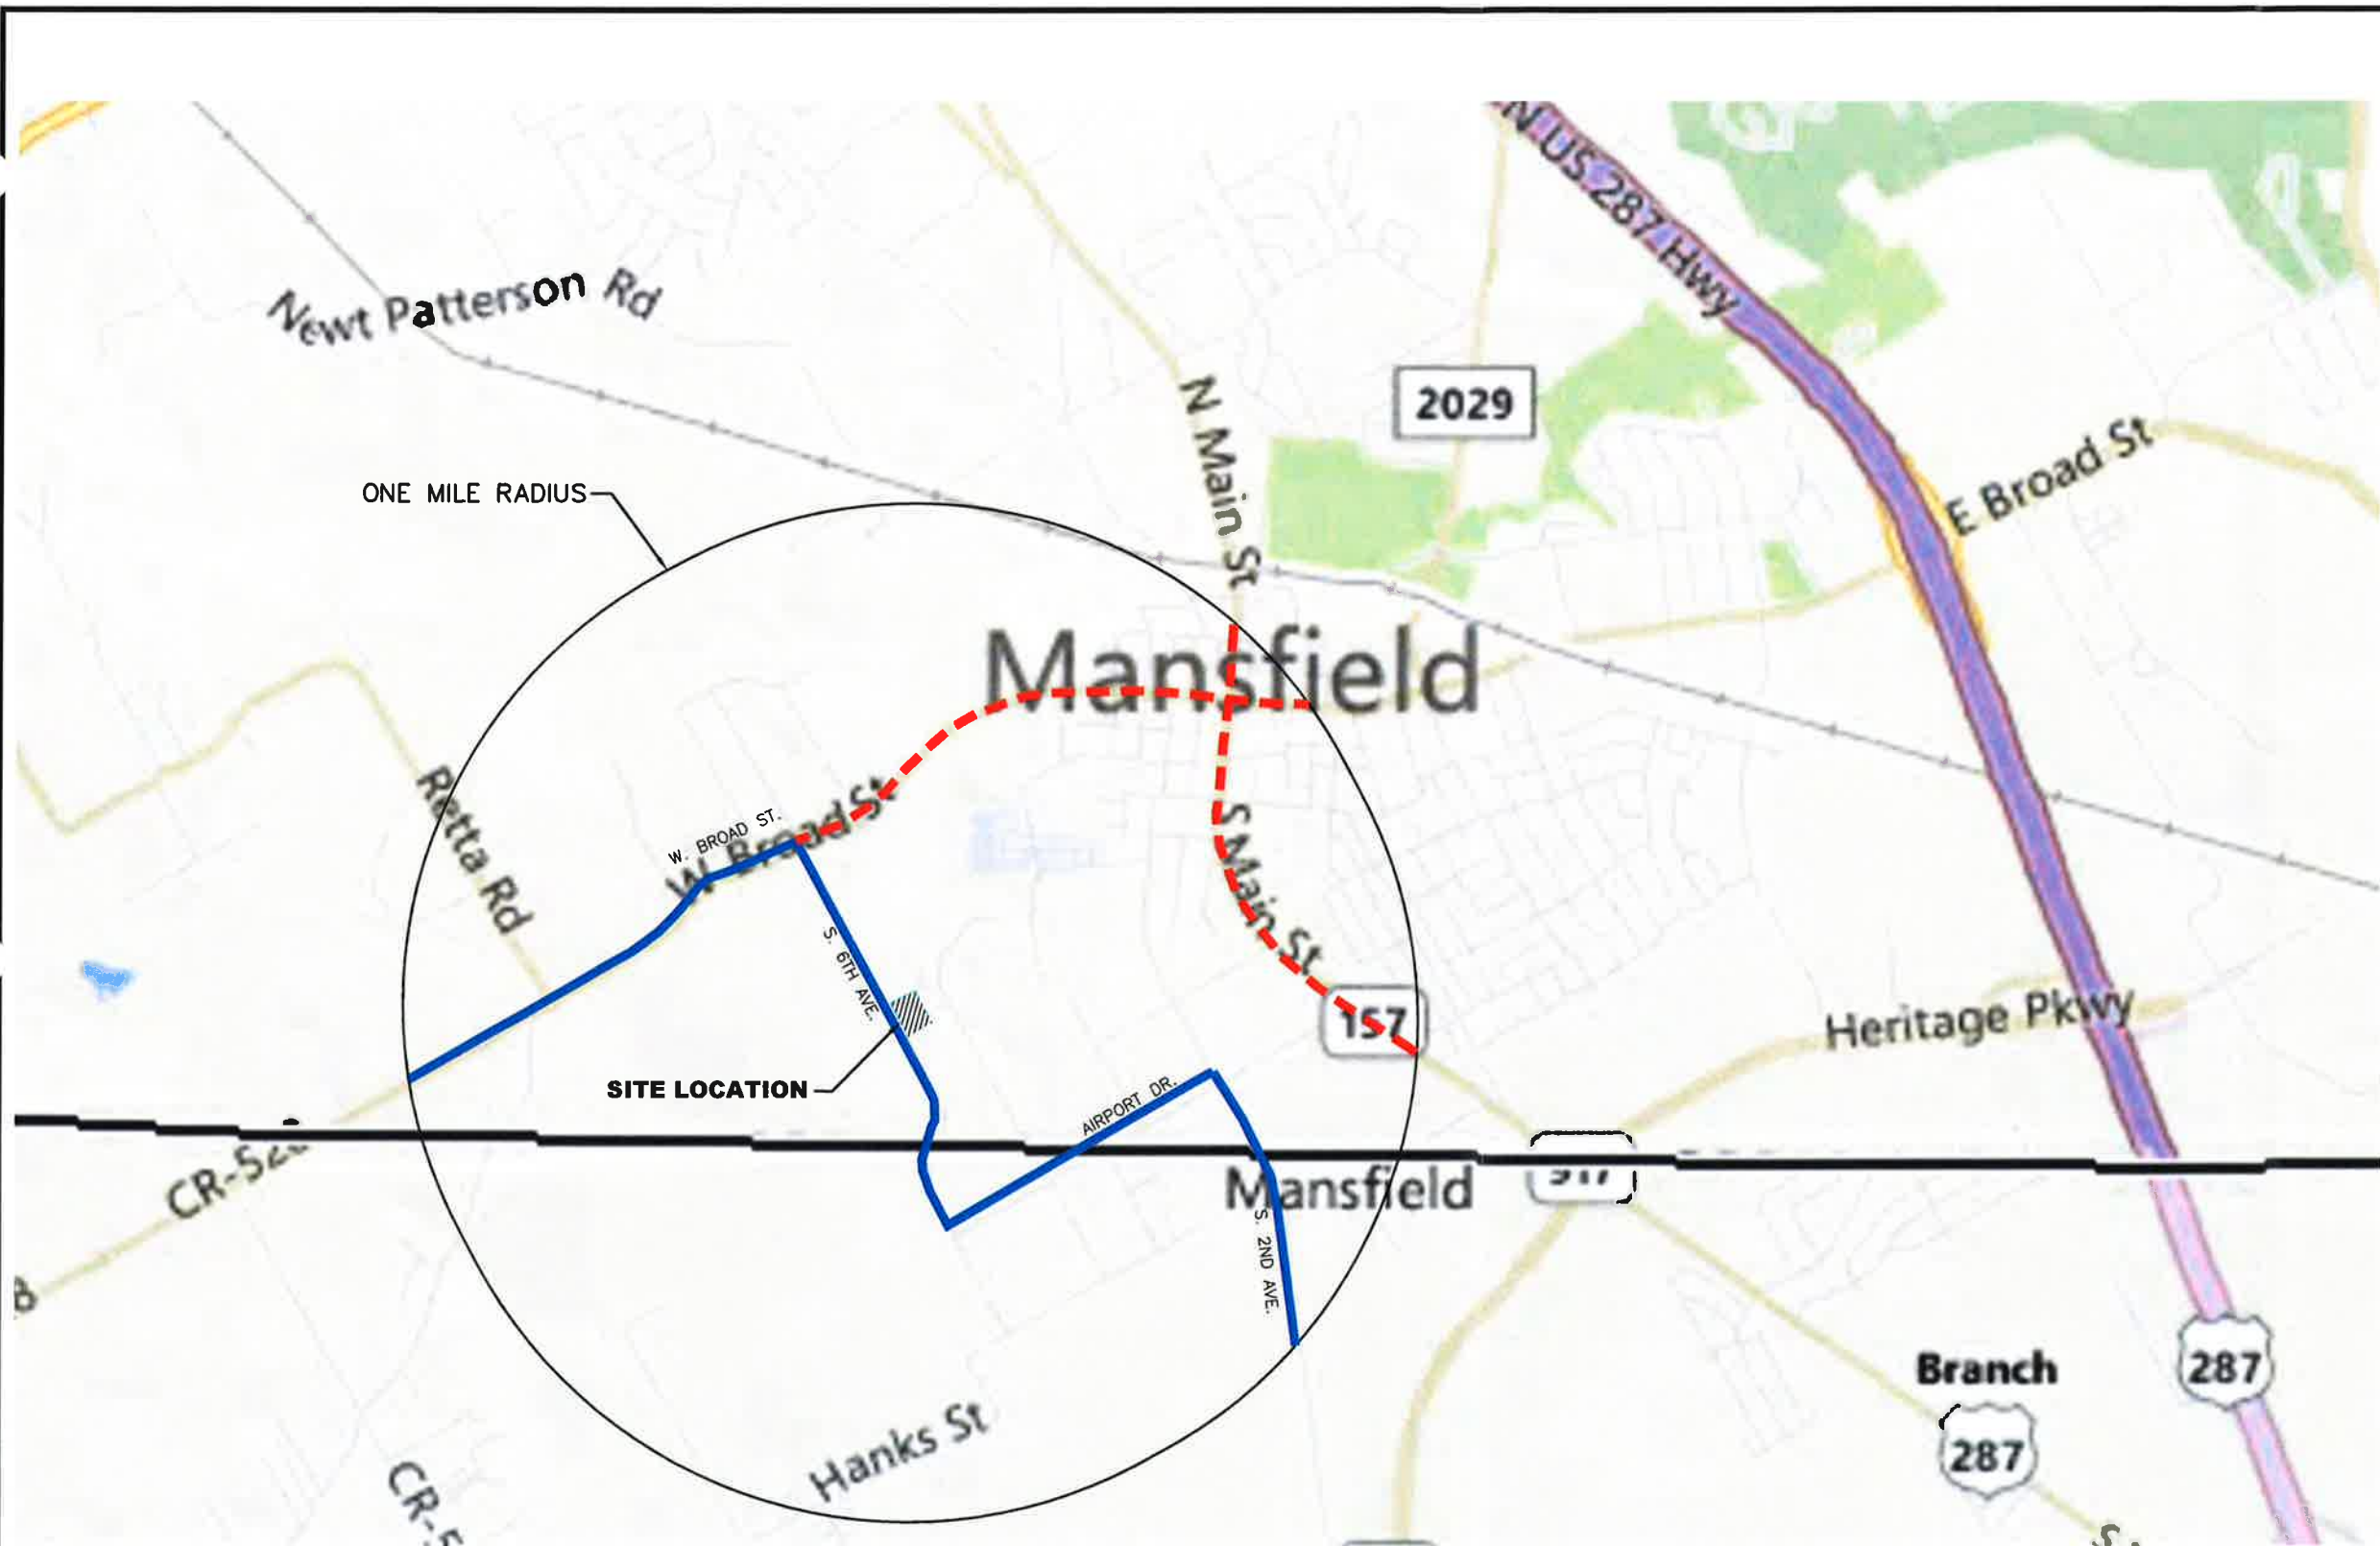 N US 287 Hwy
Newt Patterson Rd
N Main St
2029
E Broad St
ONE MILE RADIUS
Mansfield
Retta Rd
W. BROAD ST.
W Broad St
S Main St
S. 6TH AVE.
157
Heritage Pkwy
SITE LOCATION
AIRPORT DR.
Mansfield
S. 2ND AVE.
Branch
287
287
Hanks St